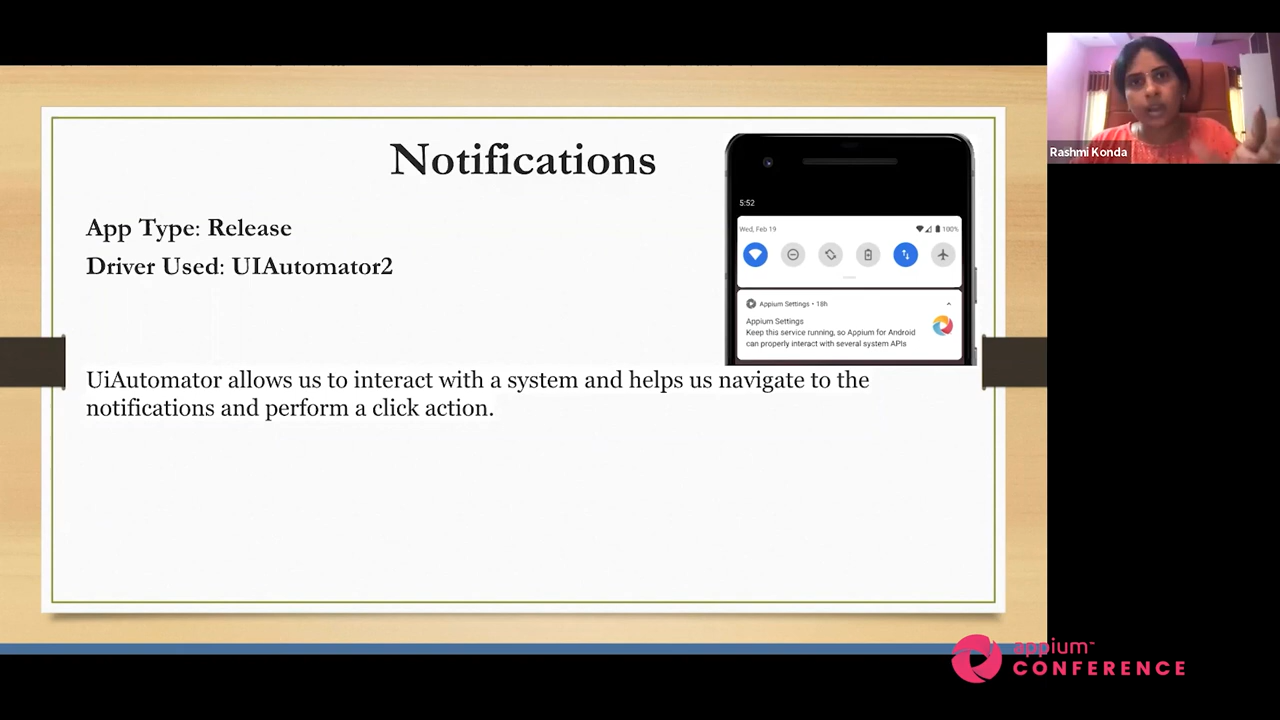 Notifications
App Type: Release
Driver Used: UIAutomator2
5:52
Wed, Feb 19
100%
Appium Settings • 18h
Appium Settings
Keep this service running, so Appium for Android
can properly interact with several system APIs
UiAutomator allows us to interact with a system and helps us navigate to the
notifications and perform a click action.
Rashmi Konda
appium™
CONFERENCE